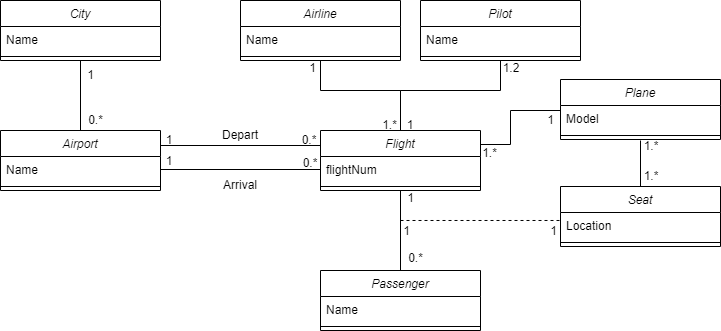 City
Name
Airline
Name
Pilot
Name
1
1
1.2
Plane
Model
0..*
1..*
1
Airport
Name
1
Depart
0..*
1
Arrival
0..*
Flight
flightNum
1..*
1
1..*
1..*
Seat
Location
1
1
1
0..*
Passenger
Name